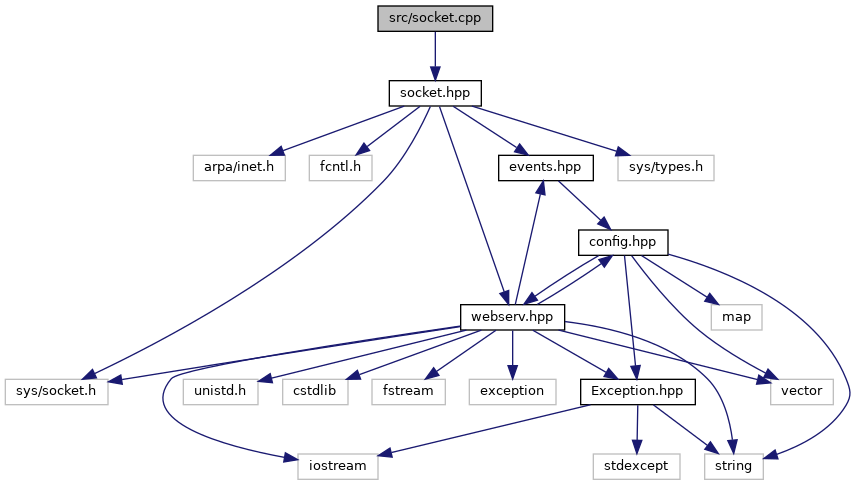 src/socket.cpp
socket.hpp
arpa/inet.h
fcntl.h
events.hpp
sys/types.h
config.hpp
webserv.hpp
map
sys/socket.h
unistd.h
cstdlib
fstream
exception
Exception.hpp
vector
iostream
stdexcept
string